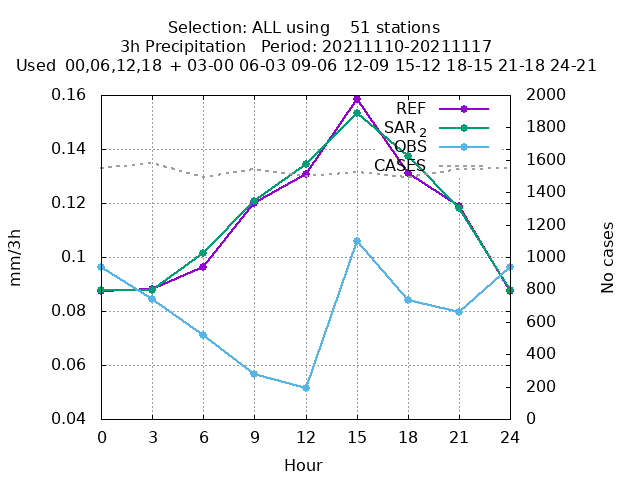 Selection: ALL using 51 stations
3h Precipitation Period: 20211110-20211117
Used 00,06,12,18 + 03-00 06-03 09-06 12-09 15-12 18-15 21-18 24-21
0.16 2000
REF
1800
SAR 2
0.14 OBS
1600
CASES
1400
0.12
1200
0.1 1000
mm/3h
No cases
800
0.08
600
400
0.06
200
0.04 0
0 3 6 9 12 15 18 21 24
Hour